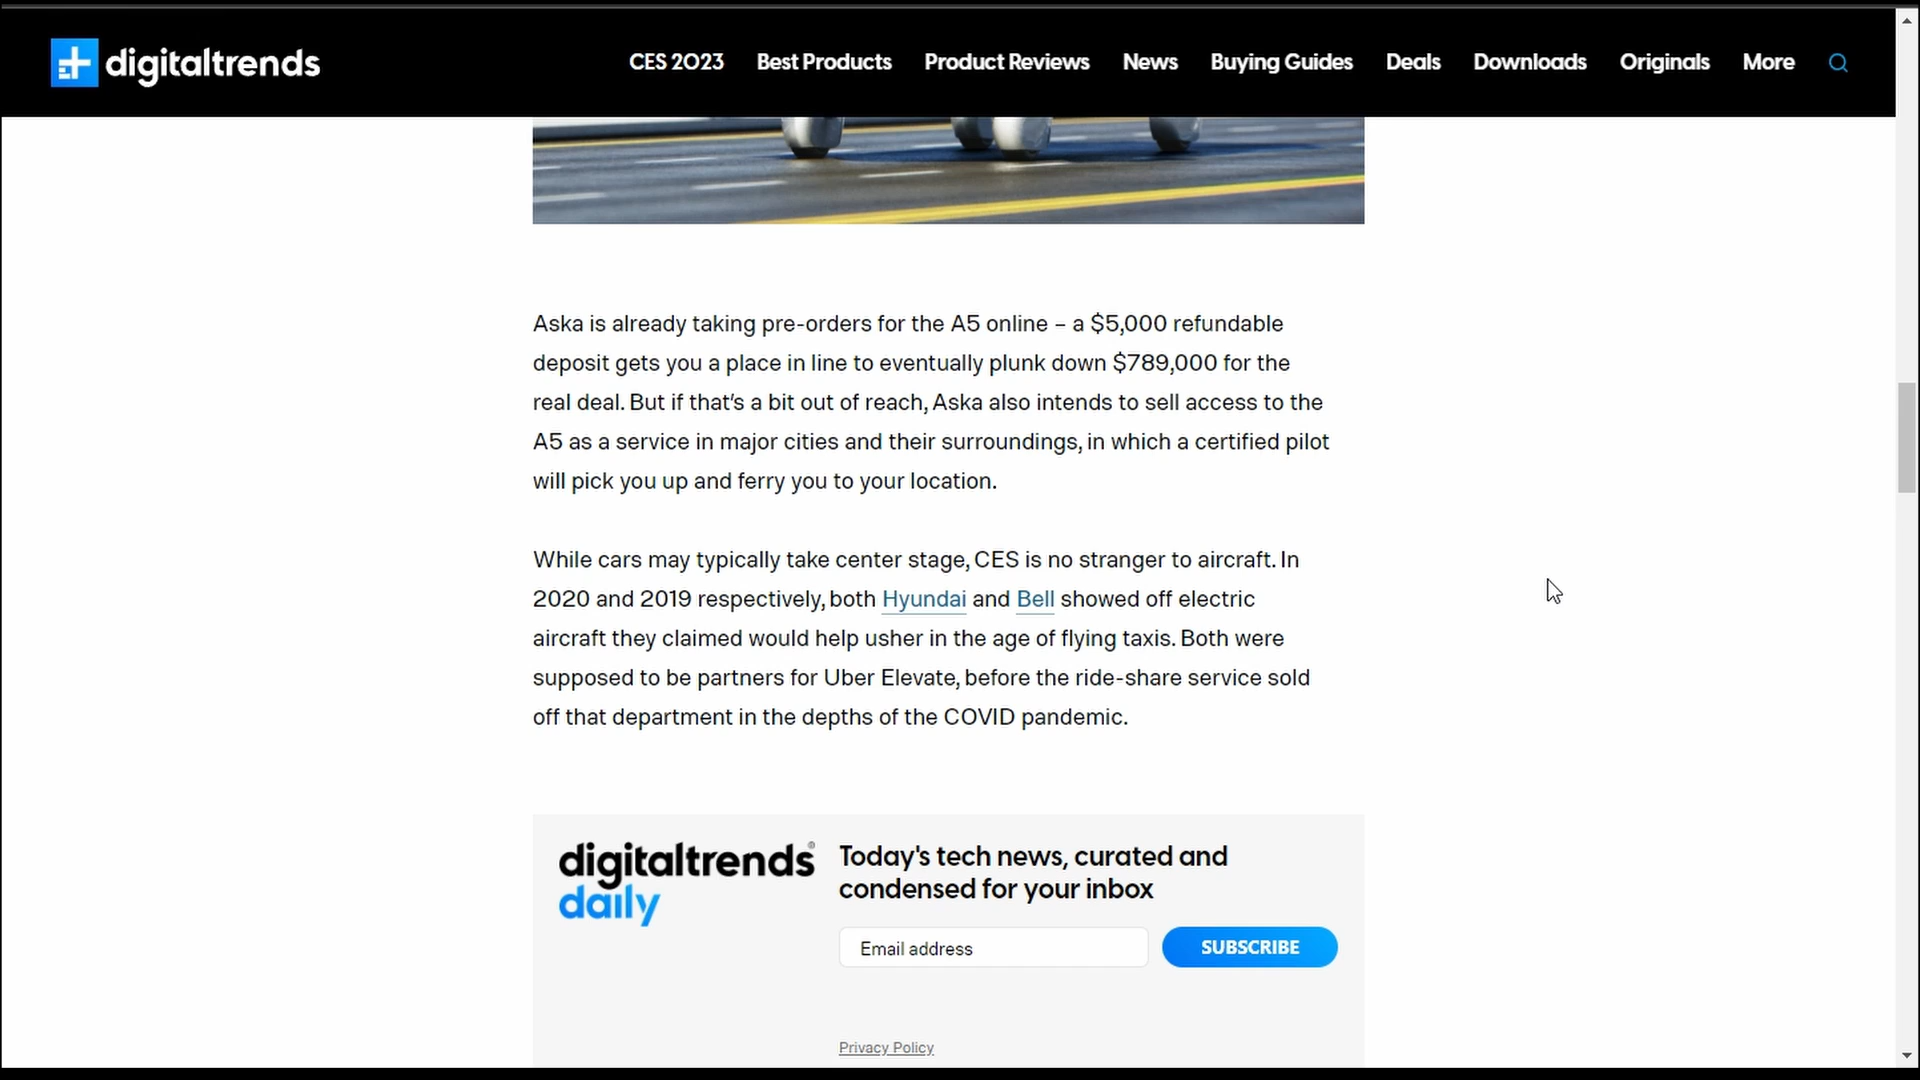 digitaltrends
CES 2023 Best Products Product Reviews News Buying Guides Deals Downloads Originals More
Aska is already taking pre-orders for the A5 online – a $5,000 refundable
deposit gets you a place in line to eventually plunk down $789,000 for the
real deal. But if that's a bit out of reach, Aska also intends to sell access to the
A5 as a service in major cities and their surroundings, in which a certified pilot
will pick you up and ferry you to your location.
While cars may typically take center stage, CES is no stranger to aircraft. In
2020 and 2019 respectively, both Hyundai and Bell showed off electric
aircraft they claimed would help usher in the age of flying taxis. Both were
supposed to be partners for Uber Elevate, before the ride-share service sold
off that department in the depths of the COVID pandemic.
digitaltrends®
daily
Today's tech news, curated and
condensed for your inbox
Email address
SUBSCRIBE
Privacy Policy